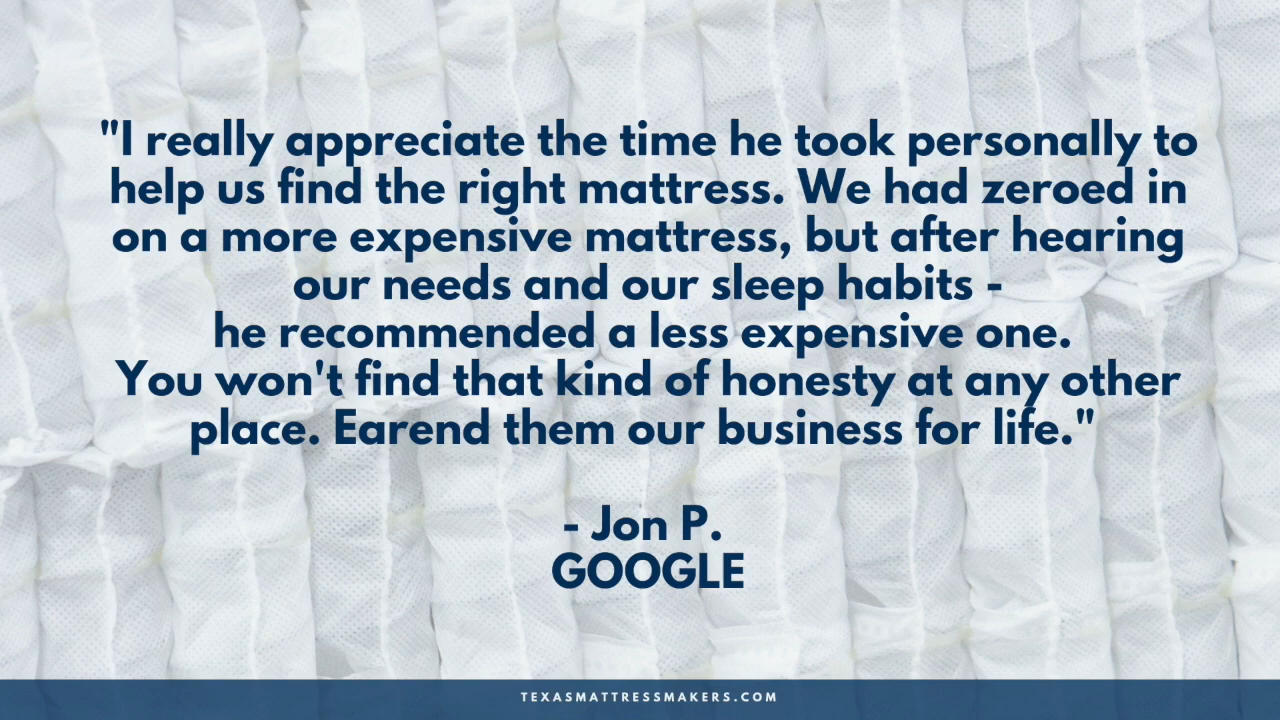 "I really appreciate the time he took personally to
help us find the right mattress. We had zeroed in
on a more expensive mattress, but after hearing
our needs and our sleep habits -
he recommended a less expensive one.
You won't find that kind of honesty at any other
place. Earend them our business for life."
- Jon P.
GOOGLE
TEXASMATTRESSMAKERS.COM